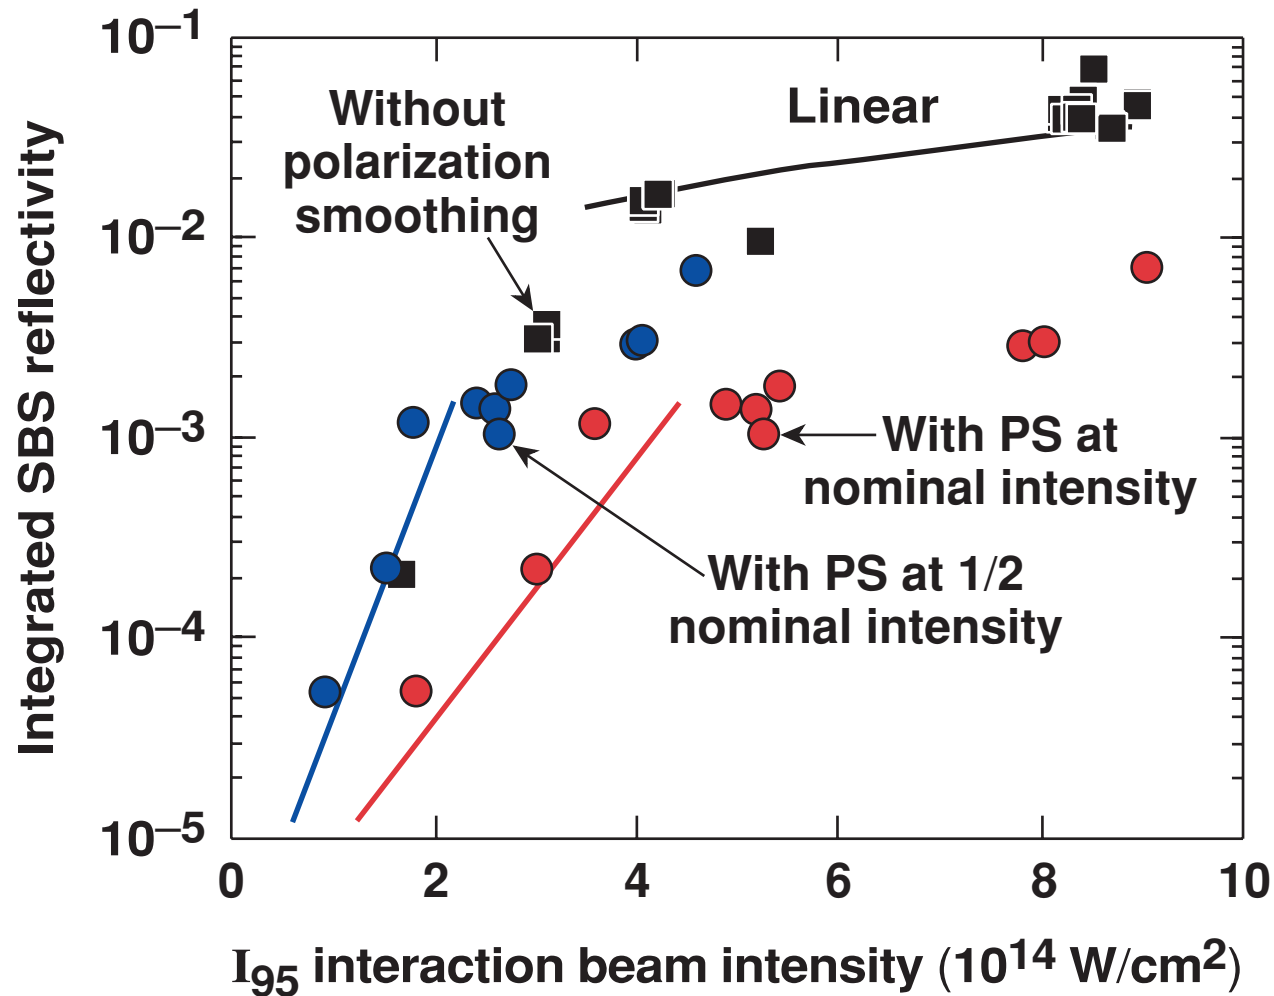 10–1
Without
polarization
smoothing
Linear
10–2
Integrated SBS reflectivity
10–3
With PS at
nominal intensity
With PS at 1/2
nominal intensity
10–4
10–5
0 2 4 6 8 10
I95 interaction beam intensity (1014 W/cm2)